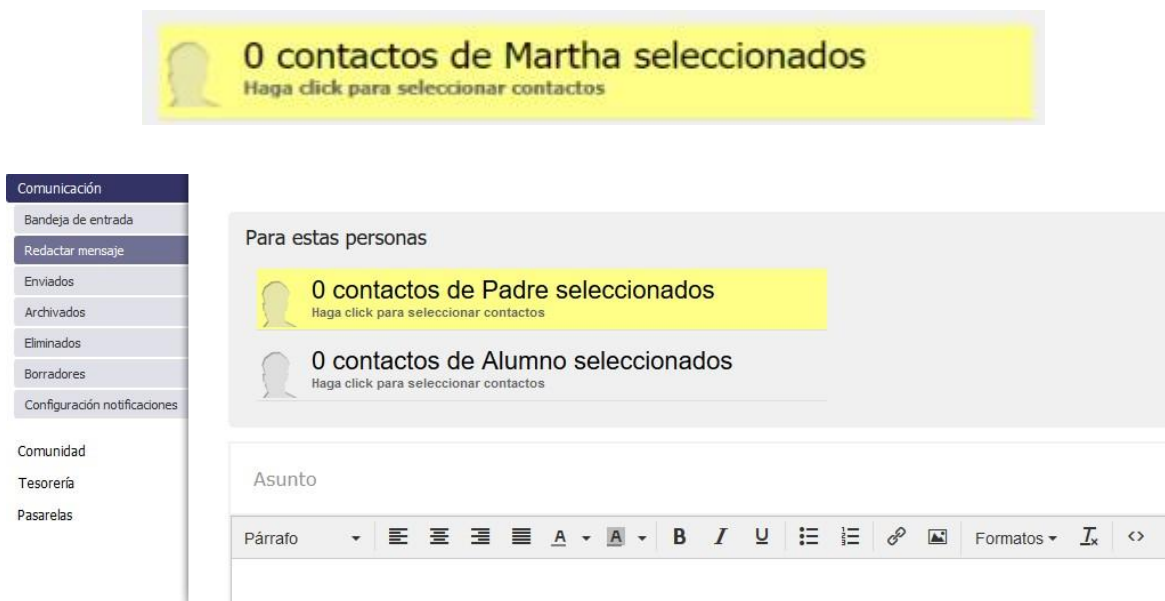 0 contactos de Martha seleccionados
Haga click para seleccionar contactos
Comunicación
Bandeja de entrada
Redactar mensaje
Enviados
Archivados
Eliminados
Borradores
Configuración notificaciones
Comunidad
Tesorería
Pasarelas
Para estas personas
0 contactos de Padre seleccionados
Haga click para seleccionar contactos
0 contactos de Alumno seleccionados
Haga click para seleccionar contactos
Asunto
Párrafo A A B I U Formatos Tx <>